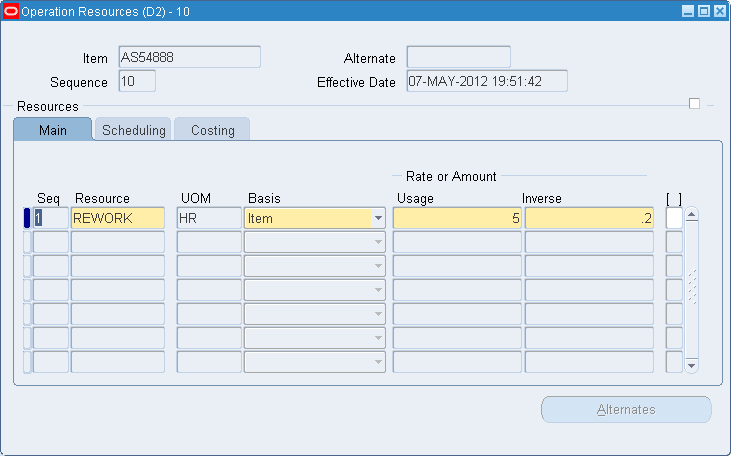 Operation Resources (D2) - 10
Item AS54888 Alternate
Sequence 10 Effective Date 07-MAY-2012 19:51:42
Resources
Main Scheduling Costing
Rate or Amount
Seq Resource UOM Basis Usage Inverse [ ]
1 REWORK HR Item 5 .2
Alternates